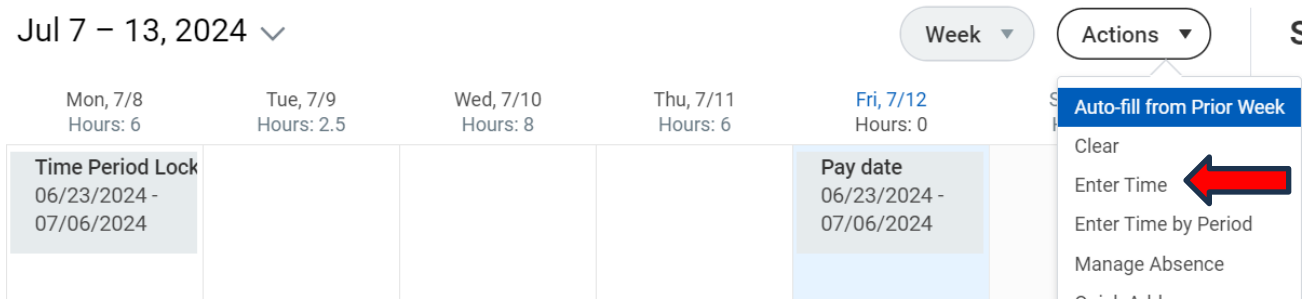 Jul 7 – 13, 2024
Week
Actions
Mon, 7/8
Hours: 6
Tue, 7/9
Hours: 2.5
Wed, 7/10
Hours: 8
Thu, 7/11
Hours: 6
Fri, 7/12
Hours: 0
Time Period Lock
06/23/2024 -
07/06/2024
Pay date
06/23/2024 -
07/06/2024
Auto-fill from Prior Week
Clear
Enter Time
Enter Time by Period
Manage Absence